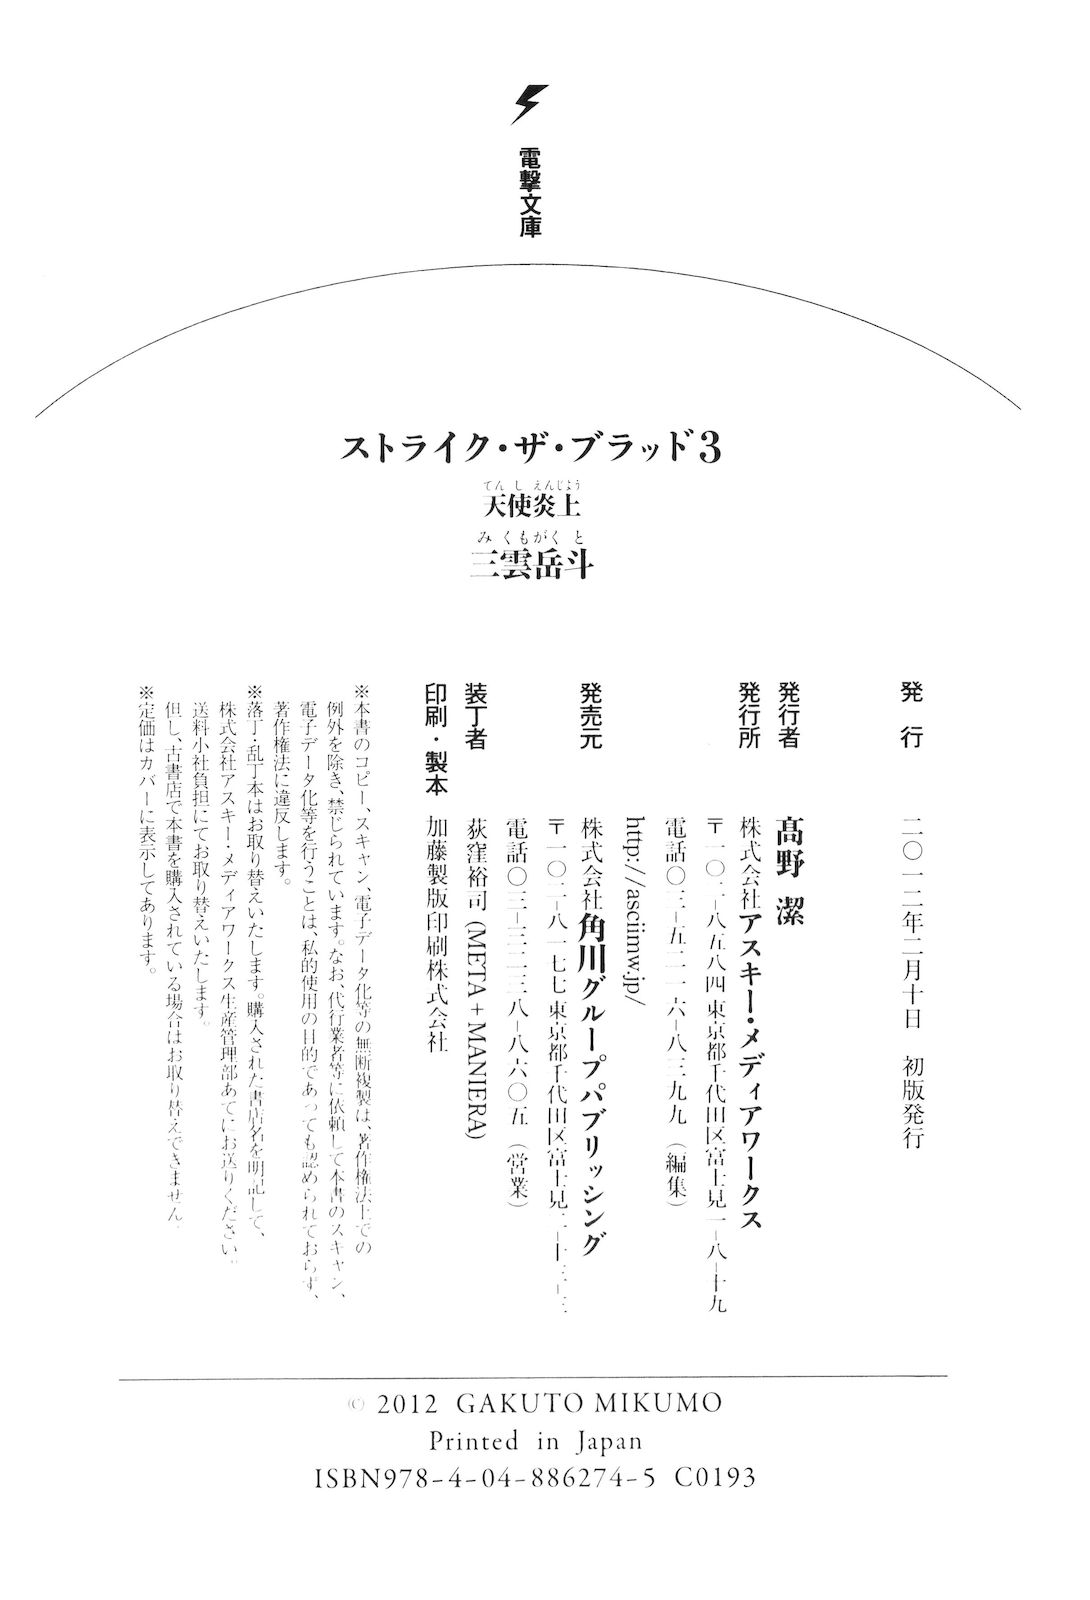 電撃文庫
ストライク・ザ・ブラッド3
てんしえんじょう
天使炎上
みくもがくと
三雲岳斗
発行 二〇一二年二月十日 初版発行
発行者 髙野 潔
発行所 株式会社アスキー・メディアワークス
〒一〇二-八五八四 東京都千代田区富士見一-八-十九
電話〇三-五二一六-八三九九(編集)
http://asciimw.jp/
発売元 株式会社角川グループパブリッシング
〒一〇二-八一七七 東京都千代田区富士見
電話〇三-三二三八-八六〇五(営業)
装丁者 荻窪裕司(META+MANIERA)
印刷・製本 加藤製版印刷株式会社
※本書のコピー、スキャン、電子データ化等の無断複製は、著作権法上での
例外を除き、禁じられています。なお、代行業者等に依頼して本書のスキャン、
電子データ化等を行うことは、私的使用の目的であっても認められておらず、
著作権法に違反します。
※落丁・乱丁本はお取り替えいたします。購入された書店名を明記して、
株式会社アスキー・メディアワークス生産管理部あてにお送りください。
送料小社負担にてお取り替えいたします。
但し、古書店で本書を購入されている場合はお取り替えできません。
※定価はカバーに表示してあります。
© 2012 GAKUTO MIKUMO
Printed in Japan
ISBN978-4-04-886274-5 C0193